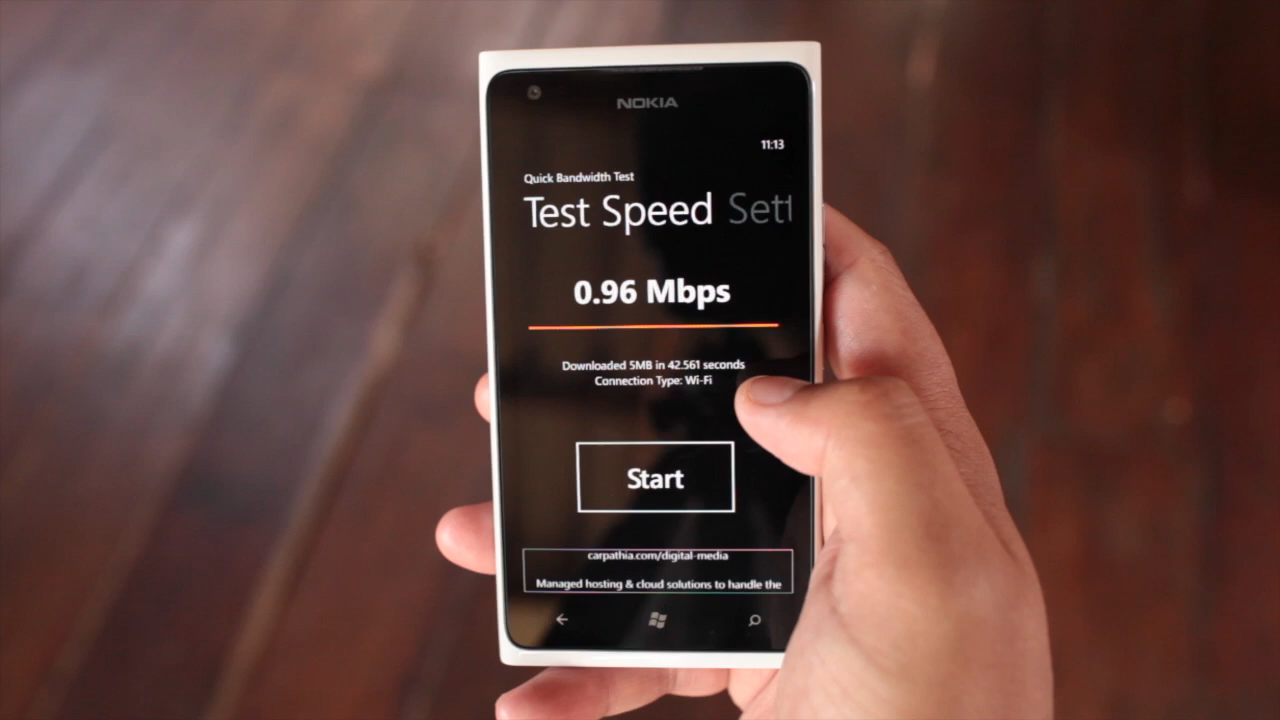 NOKIA
11:13
Quick Bandwidth Test
Test Speed Sett
0.96 Mbps
Downloaded 5MB in 42.561 seconds
Connection Type: Wi-Fi
Start
carpathia.com/digital-media
Managed hosting & cloud solutions to handle the